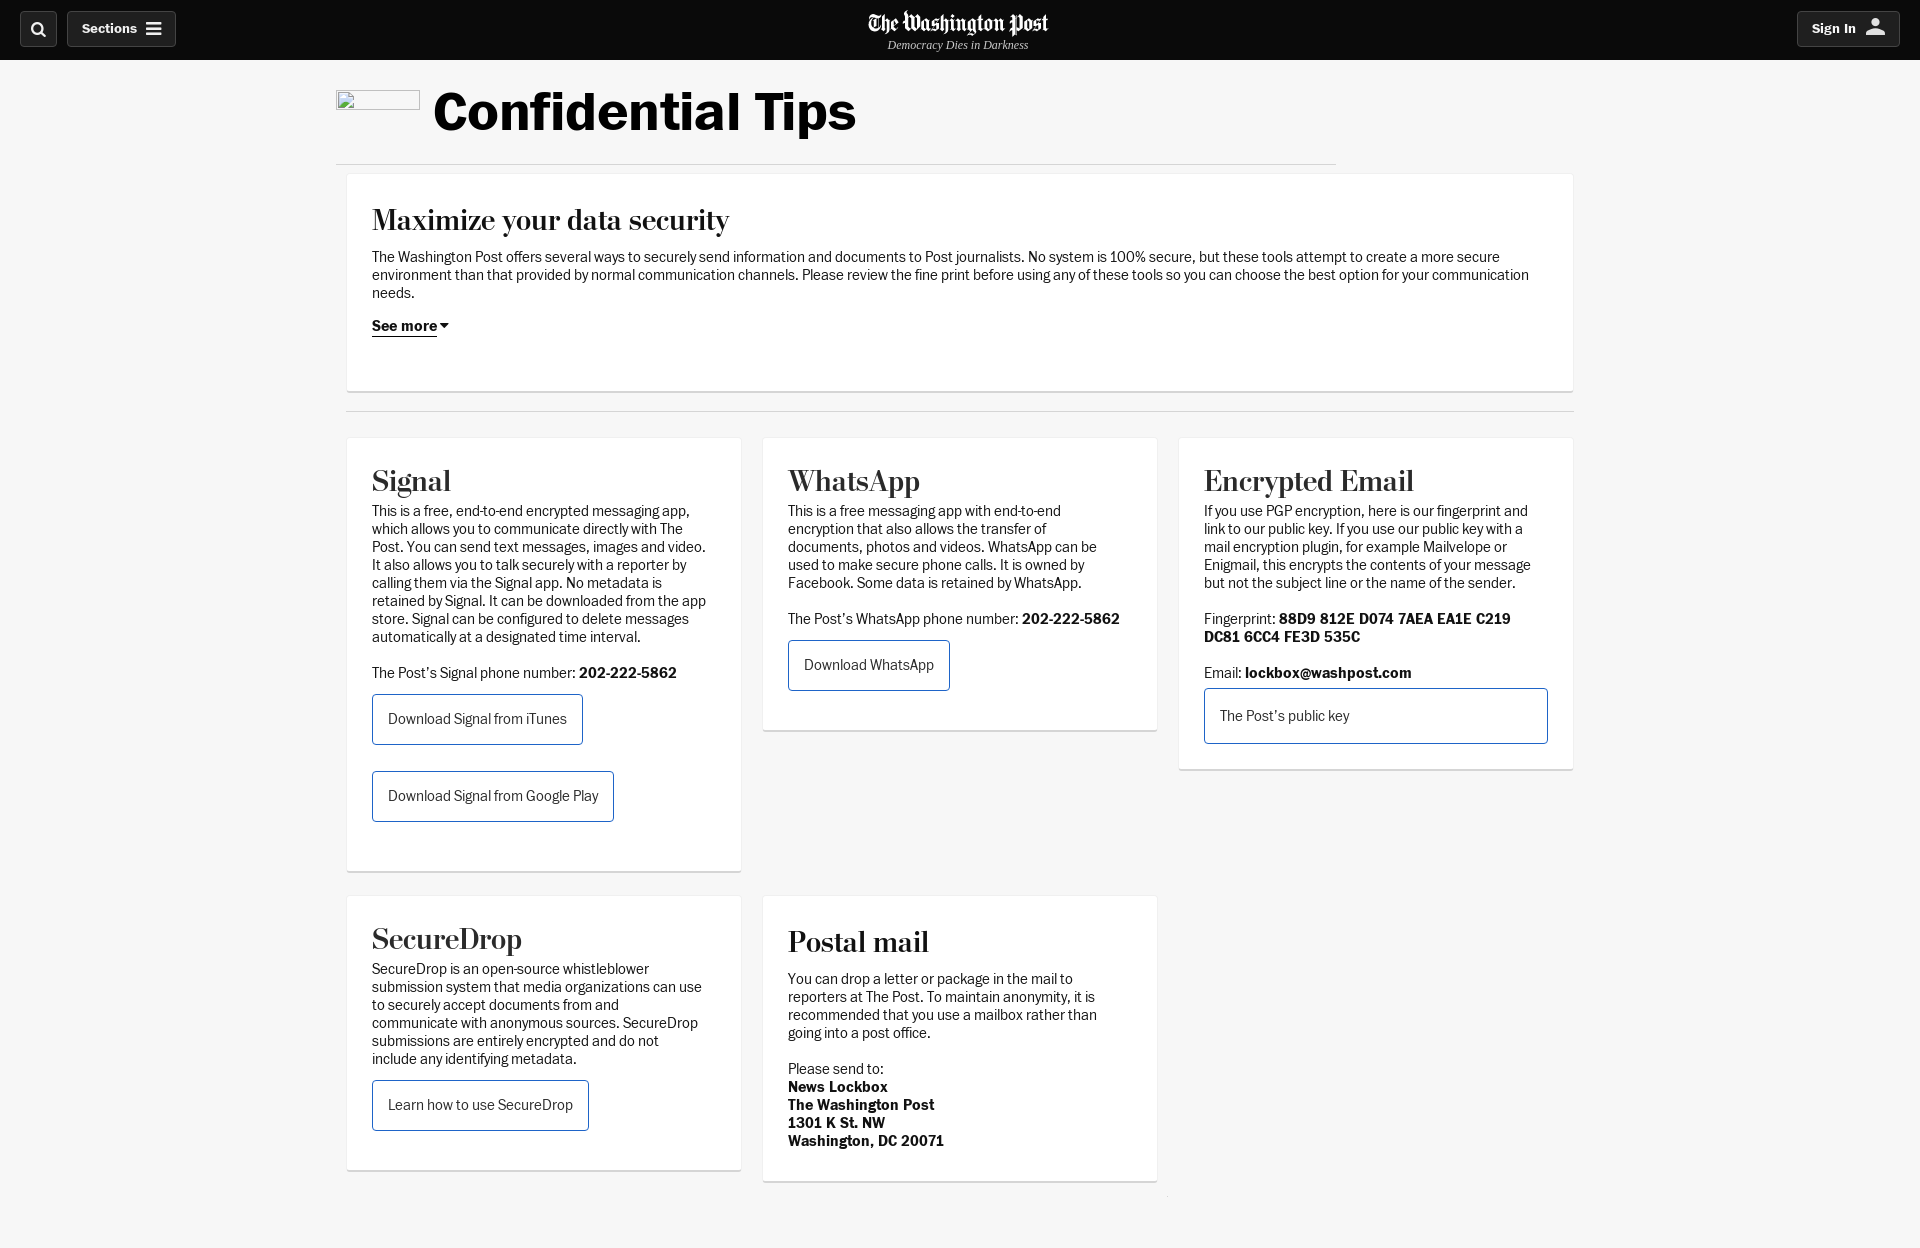 Sections
The Washington Post
Democracy Dies in Darkness
Sign In
Confidential Tips
Maximize your data security
The Washington Post offers several ways to securely send information and documents to Post journalists. No system is 100% secure, but these tools attempt to create a more secure
environment than that provided by normal communication channels. Please review the fine print before using any of these tools so you can choose the best option for your communication
needs.
See more
Signal
This is a free, end-to-end encrypted messaging app,
which allows you to communicate directly with The
Post. You can send text messages, images and video.
It also allows you to talk securely with a reporter by
calling them via the Signal app. No metadata is
retained by Signal. It can be downloaded from the app
store. Signal can be configured to delete messages
automatically at a designated time interval.
The Post's Signal phone number: 202-222-5862
Download Signal from iTunes
Download Signal from Google Play
WhatsApp
This is a free messaging app with end-to-end
encryption that also allows the transfer of
documents, photos and videos. WhatsApp can be
used to make secure phone calls. It is owned by
Facebook. Some data is retained by WhatsApp.
The Post's WhatsApp phone number: 202-222-5862
Download WhatsApp
Encrypted Email
If you use PGP encryption, here is our fingerprint and
link to our public key. If you use our public key with a
mail encryption plugin, for example Mailvelope or
Enigmail, this encrypts the contents of your message
but not the subject line or the name of the sender.
Fingerprint: 88D9 812E D074 7AEA EA1E C219
DC81 6CC4 FE3D 535C
Email: lockbox@washpost.com
The Post's public key
SecureDrop
SecureDrop is an open-source whistleblower
submission system that media organizations can use
to securely accept documents from and
communicate with anonymous sources. SecureDrop
submissions are entirely encrypted and do not
include any identifying metadata.
Learn how to use SecureDrop
Postal mail
You can drop a letter or package in the mail to
reporters at The Post. To maintain anonymity, it is
recommended that you use a mailbox rather than
going into a post office.
Please send to:
News Lockbox
The Washington Post
1301 K St. NW
Washington, DC 20071